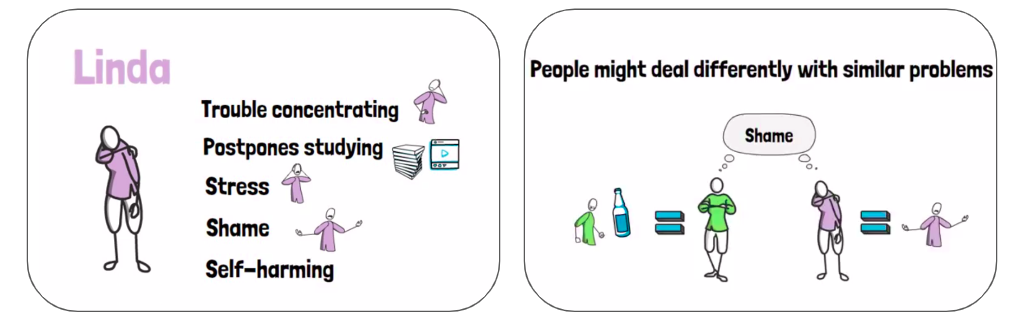 Linda
Trouble concentrating
Postpones studying
Stress
Shame
Self-harming
People might deal differently with similar problems
Shame